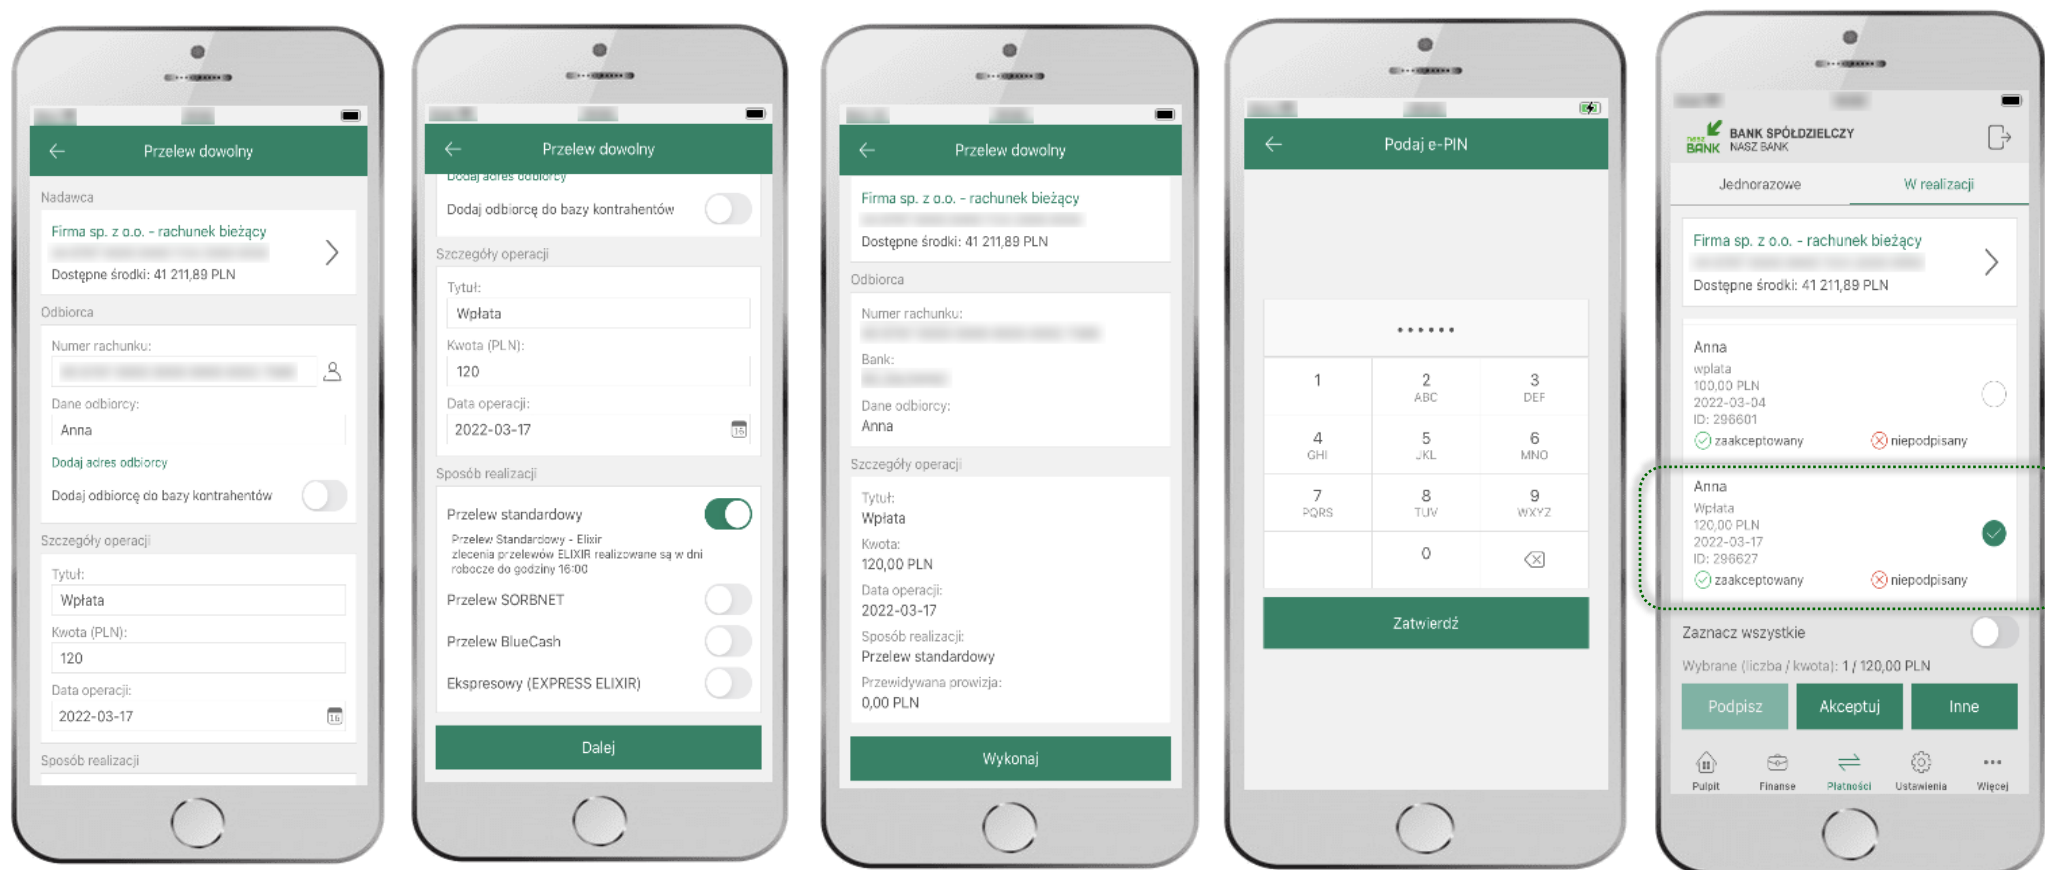 Przelew dowolny
Nadawca
Firma sp. z o.o. - rachunek bieżący
Dostępne środki: 41 211,89 PLN
Odbiorca
Numer rachunku:
Dane odbiorcy:
Anna
Dodaj adres odbiorcy
Dodaj odbiorcę do bazy kontrahentów
Szczegóły operacji
Tytuł:
Wpłata
Kwota (PLN):
120
Data operacji:
2022-03-17
16
Sposób realizacji
Przelew dowolny
Dodaj adres odbiorcy
Dodaj odbiorcę do bazy kontrahentów
Szczegóły operacji
Tytuł:
Wpłata
Kwota (PLN):
120
Data operacji:
2022-03-17
16
Sposób realizacji
Przelew standardowy
Przelew Standardowy - Elixir
zlecenia przelewów ELIXIR realizowane są w dni
robocze do godziny 16:00
Przelew SORBNET
Przelew BlueCash
Ekspresowy (EXPRESS ELIXIR)
Dalej
Przelew dowolny
Firma sp. z o.o. - rachunek bieżący
Dostępne środki: 41 211,89 PLN
Odbiorca
Numer rachunku:
Bank:
Dane odbiorcy:
Anna
Szczegóły operacji
Tytuł:
Wpłata
Kwota:
120,00 PLN
Data operacji:
2022-03-17
Sposób realizacji:
Przelew standardowy
Przewidywana prowizja:
0,00 PLN
Wykonaj
Podaj e-PIN
••••••
1 2 3
ABC DEF
4 5 6
GHI JKL MNO
7 8 9
PQRS TUV WXYZ
0
Zatwierdź
NASZ BANK
BANK SPÓŁDZIELCZY
NASZ BANK
Jednorazowe W realizacji
Firma sp. z o.o. - rachunek bieżący
Dostępne środki: 41 211,89 PLN
Anna
wplata
100,00 PLN
2022-03-04
ID: 296601
zaakceptowany niepodpisany
Anna
Wpłata
120,00 PLN
2022-03-17
ID: 296627
zaakceptowany niepodpisany
Zaznacz wszystkie
Wybrane (liczba / kwota): 1 / 120,00 PLN
Podpisz Akceptuj Inne
Pulpit Finanse Płatności Ustawienia Więcej